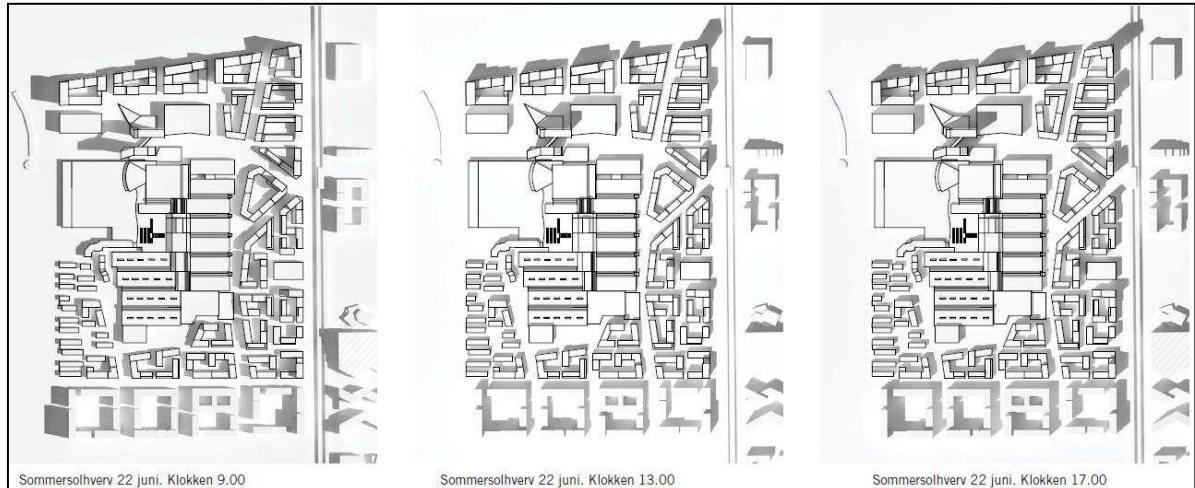 Sommersolhverv 22 juni. Klokken 9.00
Sommersolhverv 22 juni. Klokken 13.00
Sommersolhverv 22 juni. Klokken 17.00